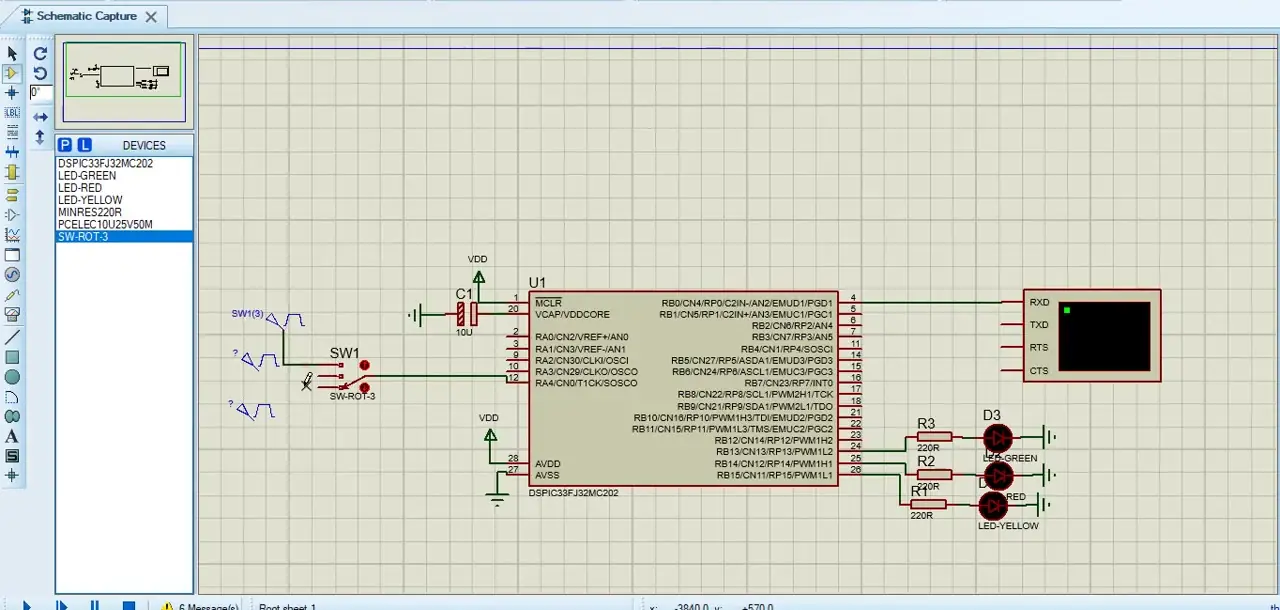 Schematic Capture
0°
LBL
P L DEVICES
DSPIC33FJ32MC202
LED-GREEN
LED-RED
LED-YELLOW
MINRES220R
PCELEC10U25V50M
SW-ROT-3
A
S
SW1(3)
?
?
SW1
SW-ROT-3
VDD
C1
10U
VDD
U1
1
20
2
3
9
10
12
28
27
MCLR
VCAP/VDDCORE
RA0/CN2/VREF+/AN0
RA1/CN3/VREF-/AN1
RA2/CN30/CLKO/OSCI
RA3/CN29/CLKO/OSCO
RA4/CN0/T1CK/SOSCO
AVDD
AVSS
RB0/CN4/RP0/C2IN-/AN2/EMUD1/PGD1
RB1/CN5/RP1/C2IN+/AN3/EMUC1/PGC1
RB2/CN6/RP2/AN4
RB3/CN7/RP3/AN5
RB4/CN1/RP4/SOSCI
RB5/CN27/RP5/ASDA1/EMUD3/PGD3
RB6/CN24/RP6/ASCL1/EMUC3/PGC3
RB7/CN23/RP7/INT0
RB8/CN22/RP8/SCL1/PWM2H1/TCK
RB9/CN21/RP9/SDA1/PWM2L1/TDO
RB10/CN16/RP10/PWM1H3/TDI/EMUD2/PGD2
RB11/CN15/RP11/PWM1L3/TMS/EMUC2/PGC2
RB12/CN14/RP12/PWM1H2
RB13/CN13/RP13/PWM1L2
RB14/CN12/RP14/PWM1H1
RB15/CN11/RP15/PWM1L1
4
5
6
7
11
14
15
16
17
18
21
22
23
24
25
26
DSPIC33FJ32MC202
RXD
TXD
RTS
CTS
R3
220R
D3
LED-GREEN
R2
220R
R1
220R
D
RED
LED-YELLOW
6 Message(s)
Root sheet 1
x: -3840.0 y: +570.0
th